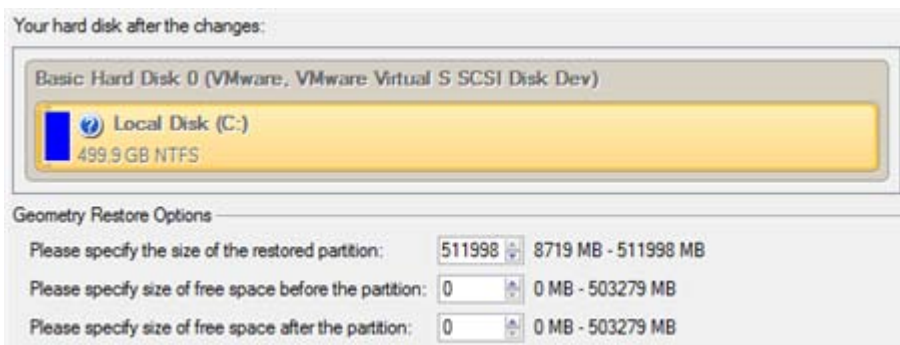 Your hard disk after the changes:
Basic Hard Disk 0 (VMware, VMware Virtual S SCSI Disk Dev)
Local Disk (C:)
499.9 GB NTFS
Geometry Restore Options
Please specify the size of the restored partition: 511998 8719 MB - 511998 MB
Please specify size of free space before the partition: 0 0 MB - 503279 MB
Please specify size of free space after the partition: 0 0 MB - 503279 MB